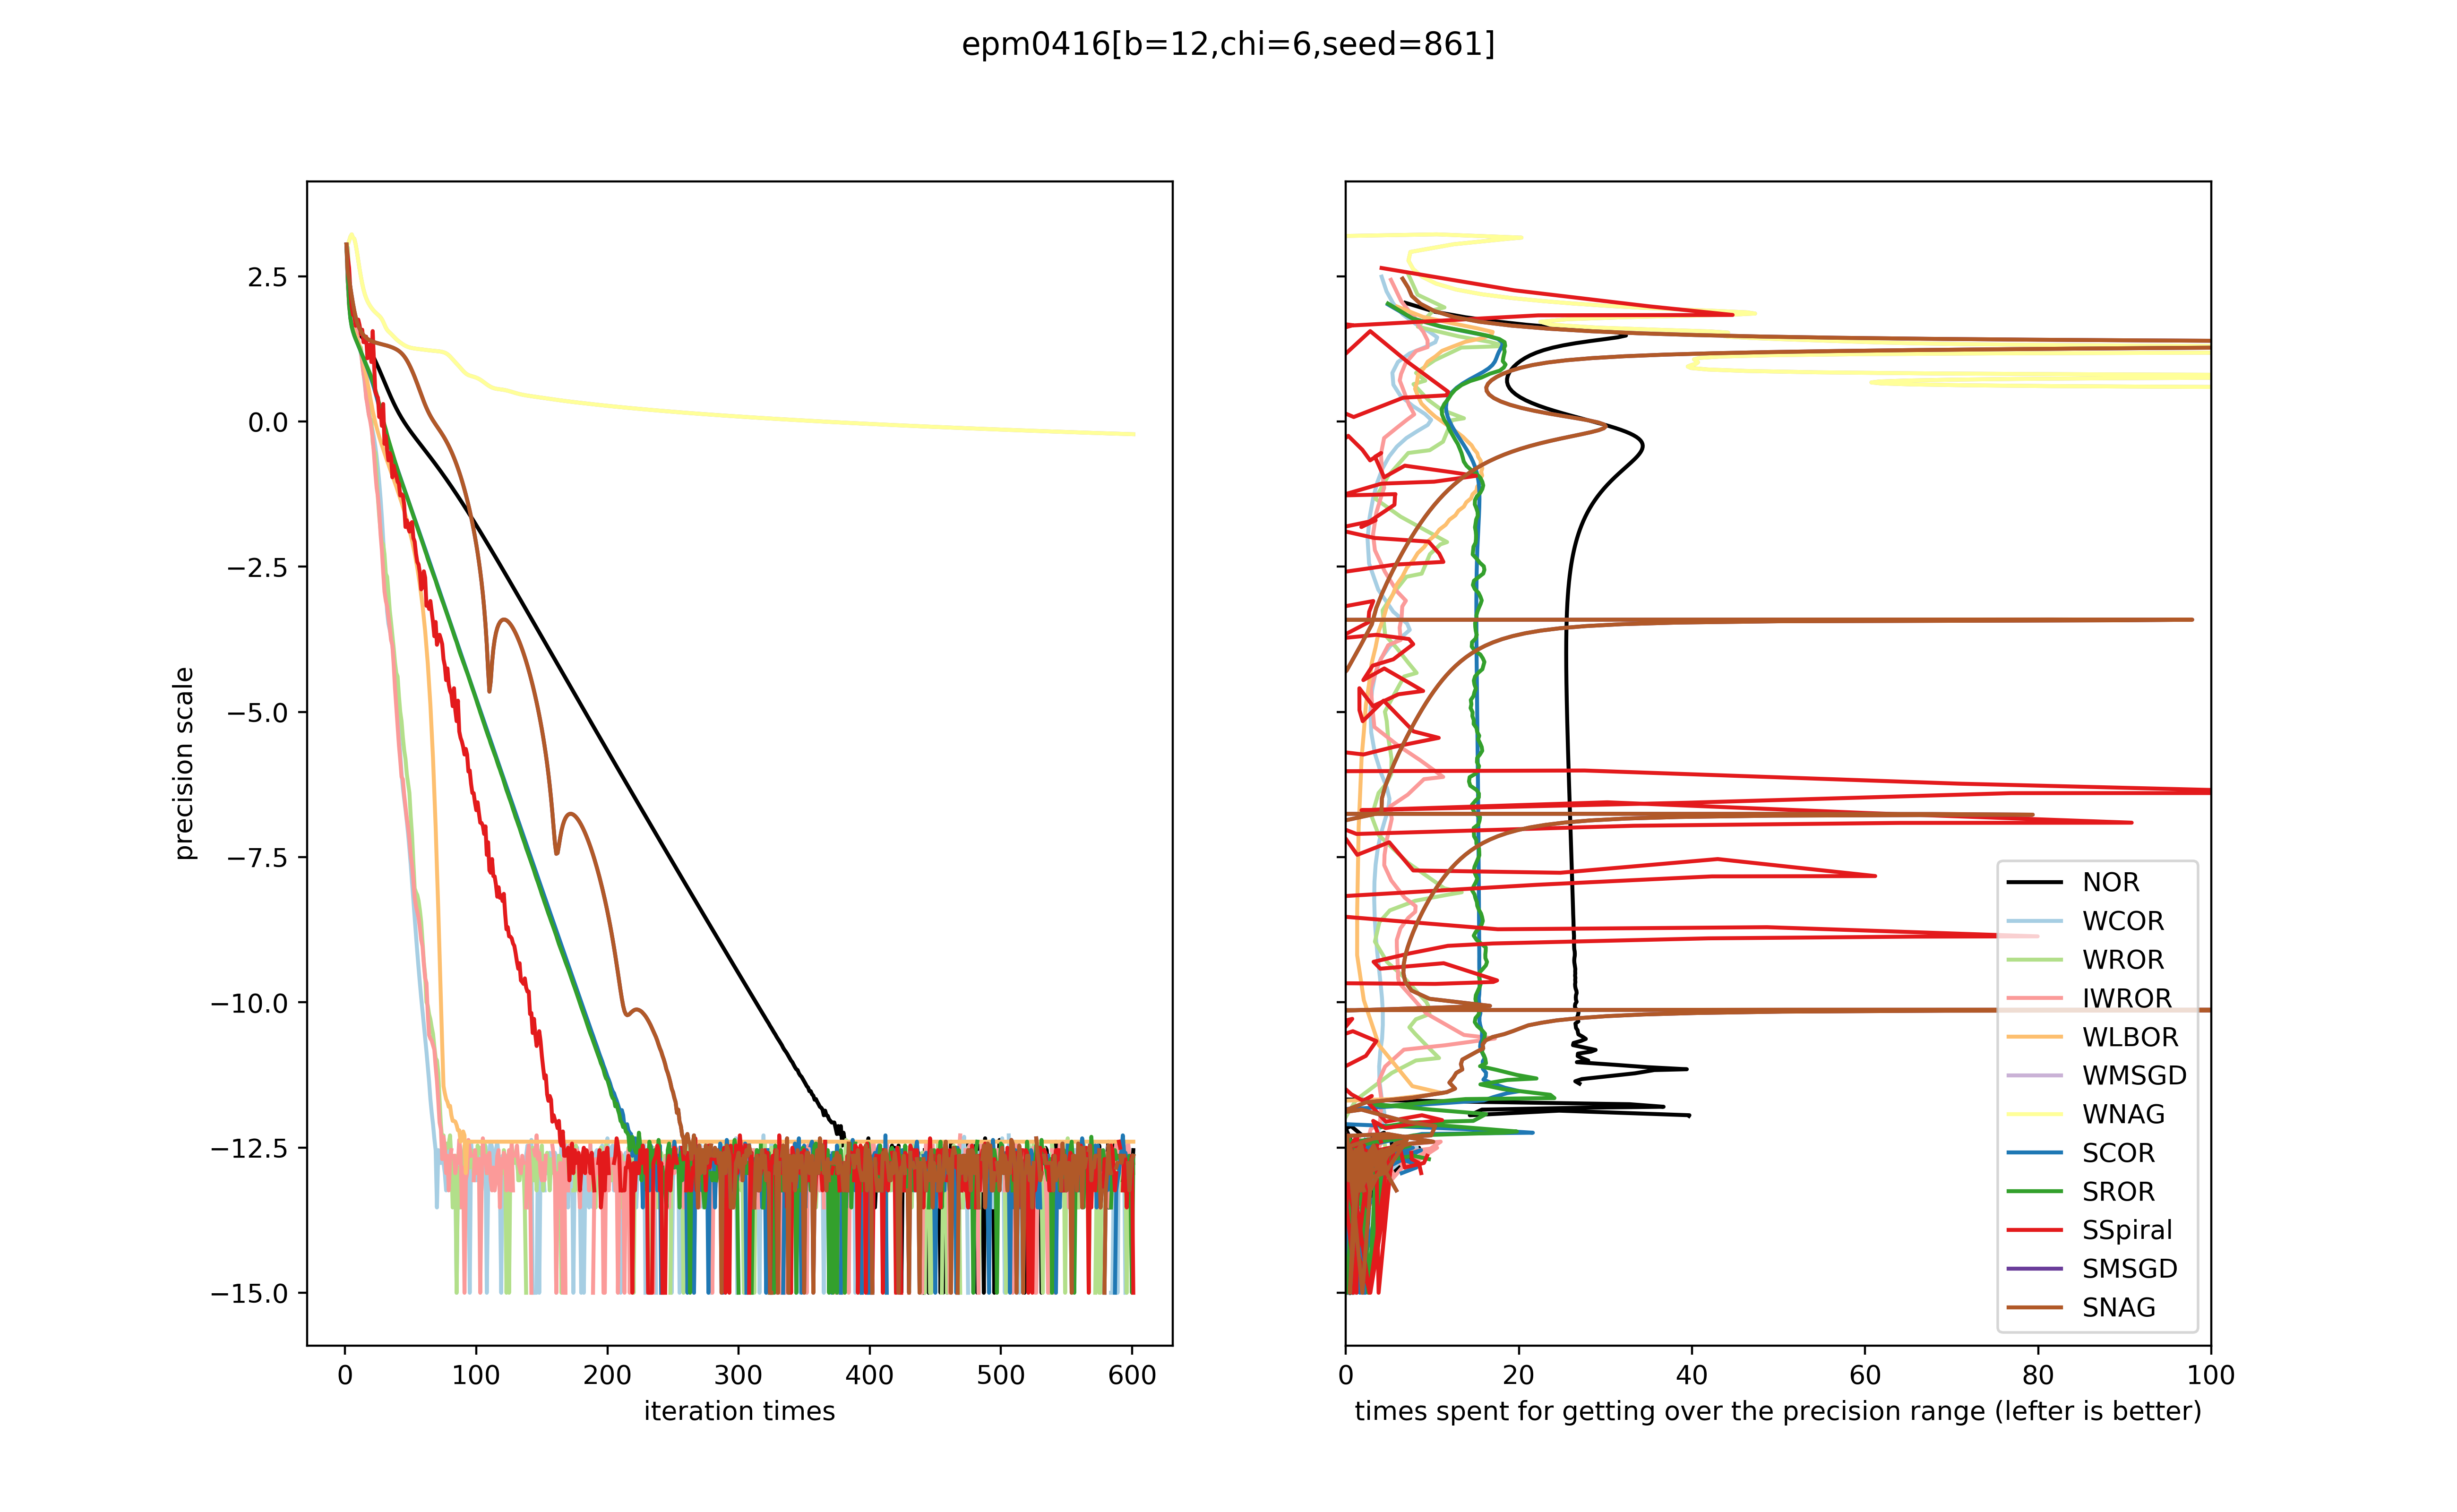 epm0416[b=12,chi=6,seed=861]
precision scale
2.5
0.0
−2.5
−5.0
−7.5
−10.0
−12.5
−15.0
0 100 200 300 400 500 600
iteration times
0 20 40 60 80 100
times spent for getting over the precision range (lefter is better)
NOR
WCOR
WROR
IWROR
WLBOR
WMSGD
WNAG
SCOR
SROR
SSpiral
SMSGD
SNAG